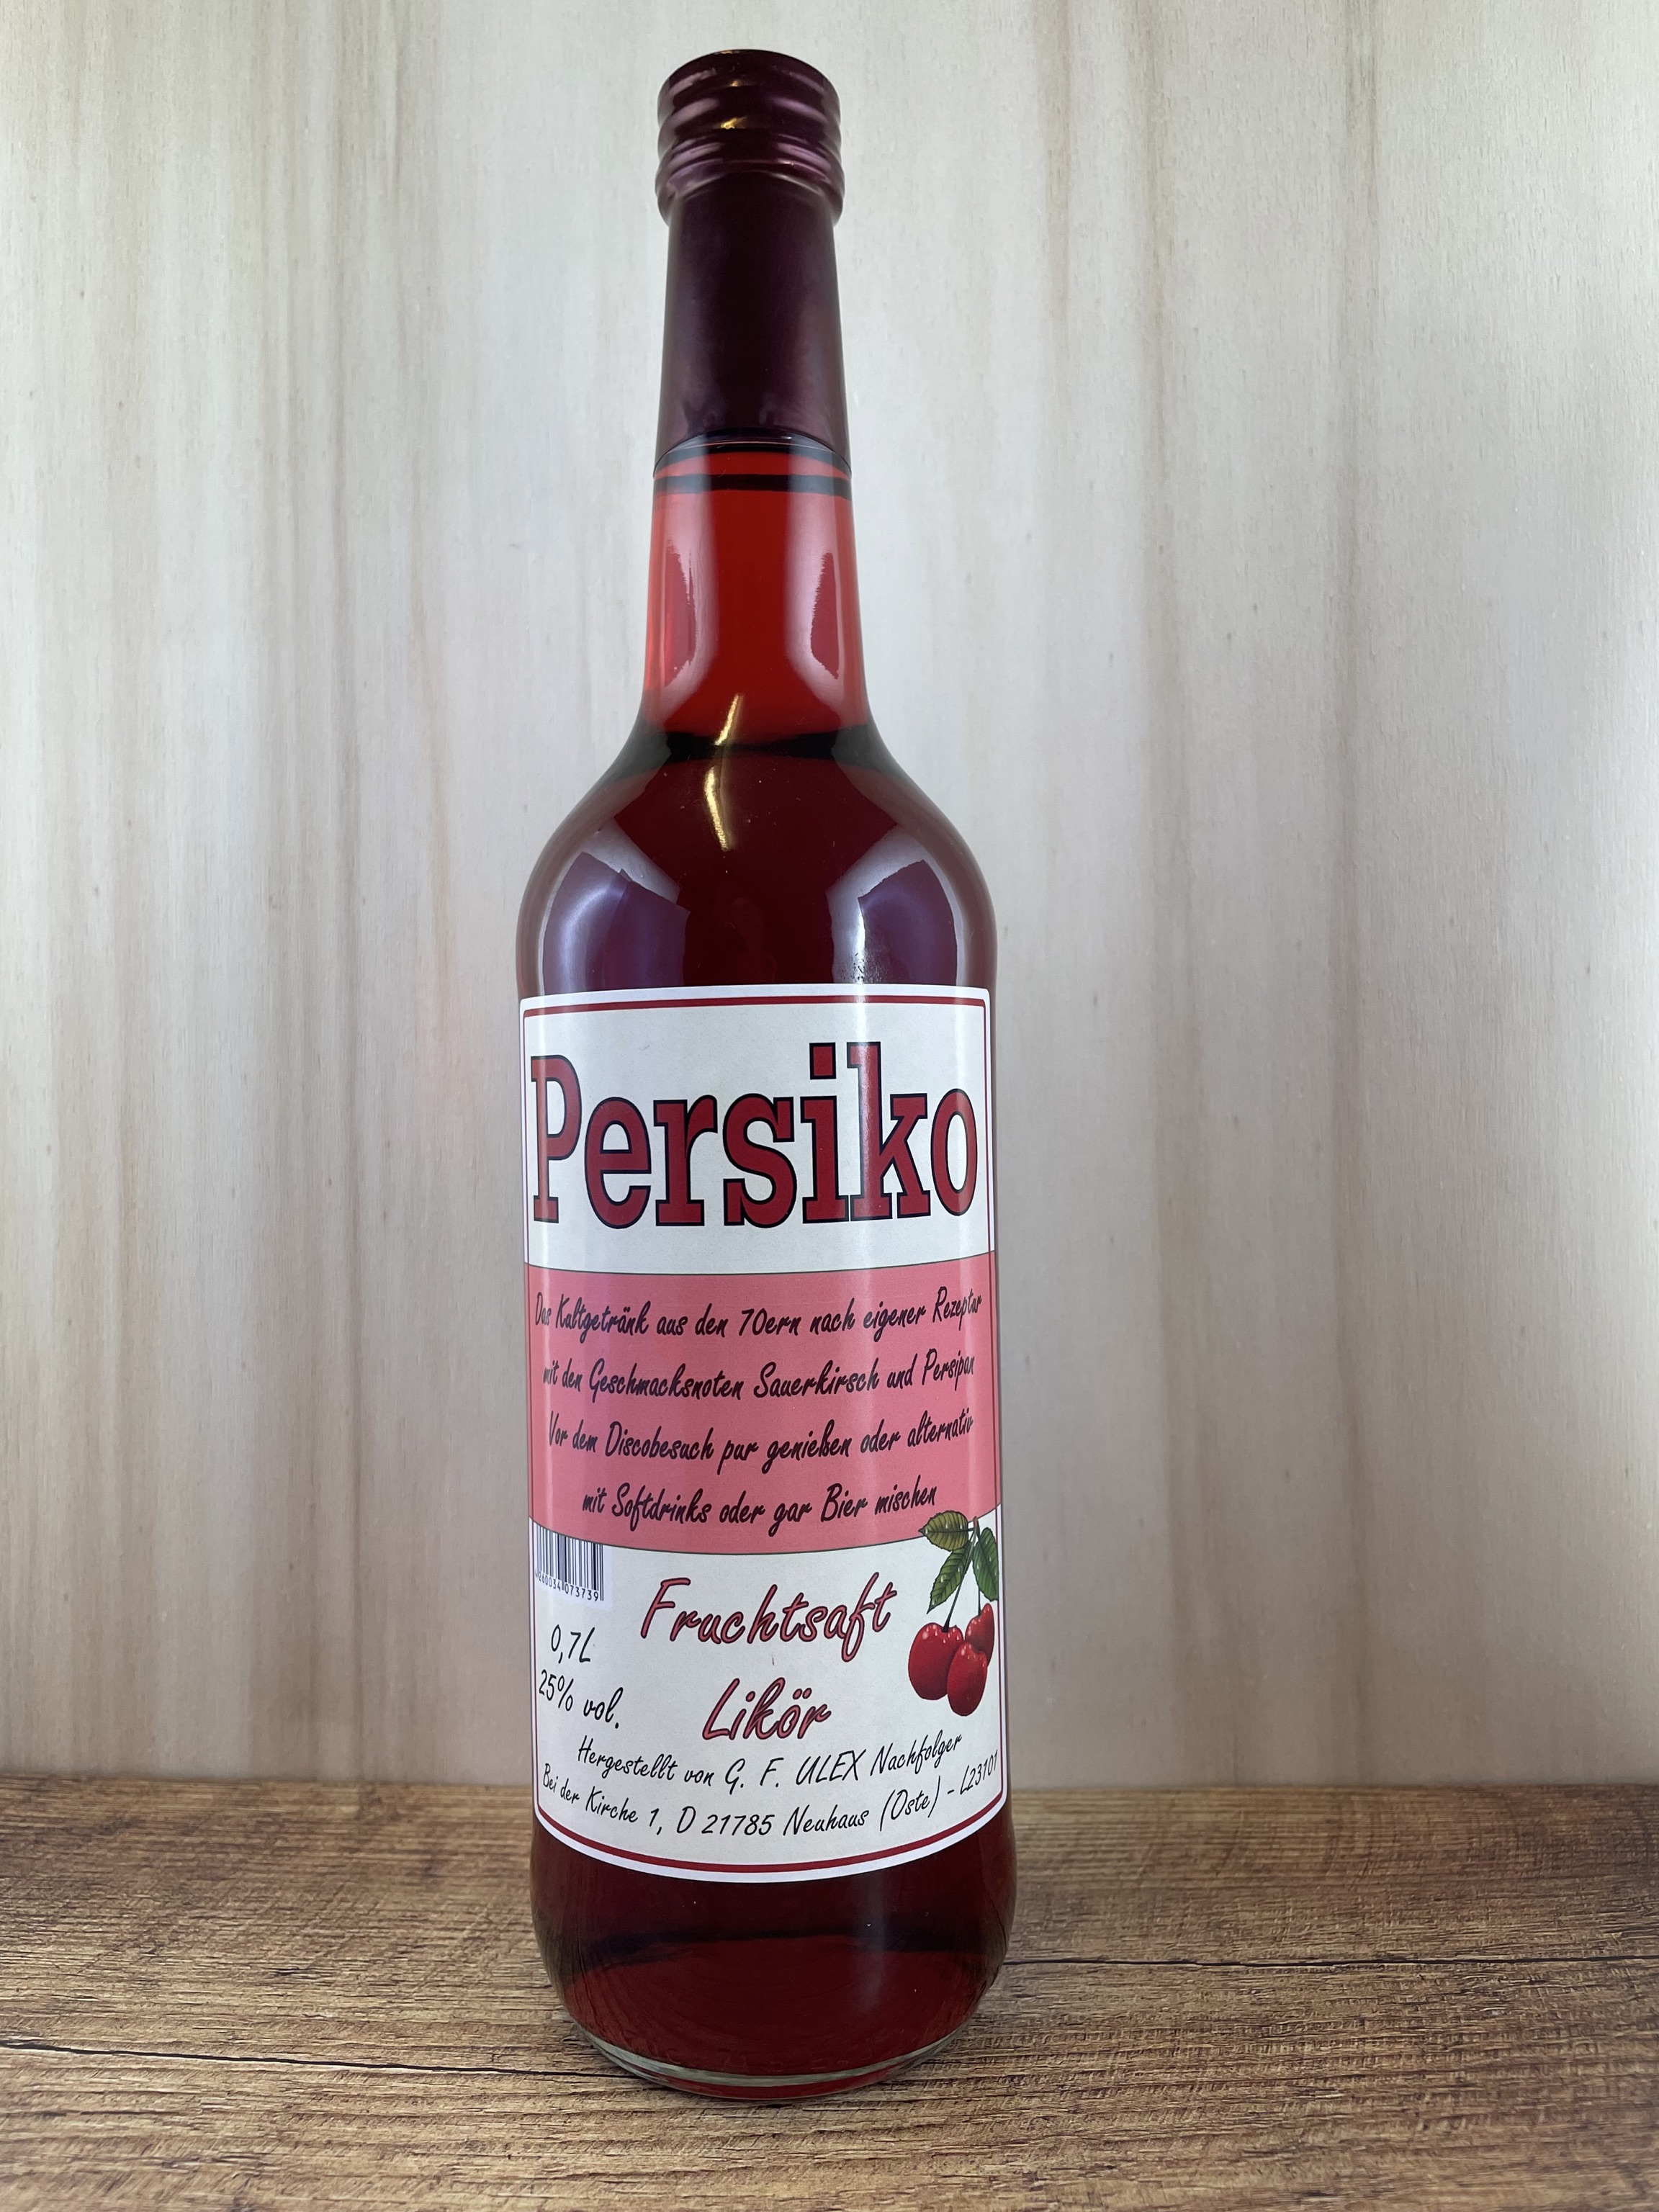 Persiko
Das Kultgetränk aus den 70ern nach eigener Rezeptur
mit den Geschmacksnoten Sauerkirsch und Persipan
Vor dem Discobesuch pur genießen oder alternativ
mit Softdrinks oder gar Bier mischen
Fruchtsaft
Likör
0,7L
25% vol.
Hergestellt von G. F. ULEX Nachfolger
Bei der Kirche 1, D 21785 Neuhaus (Oste) - L23101